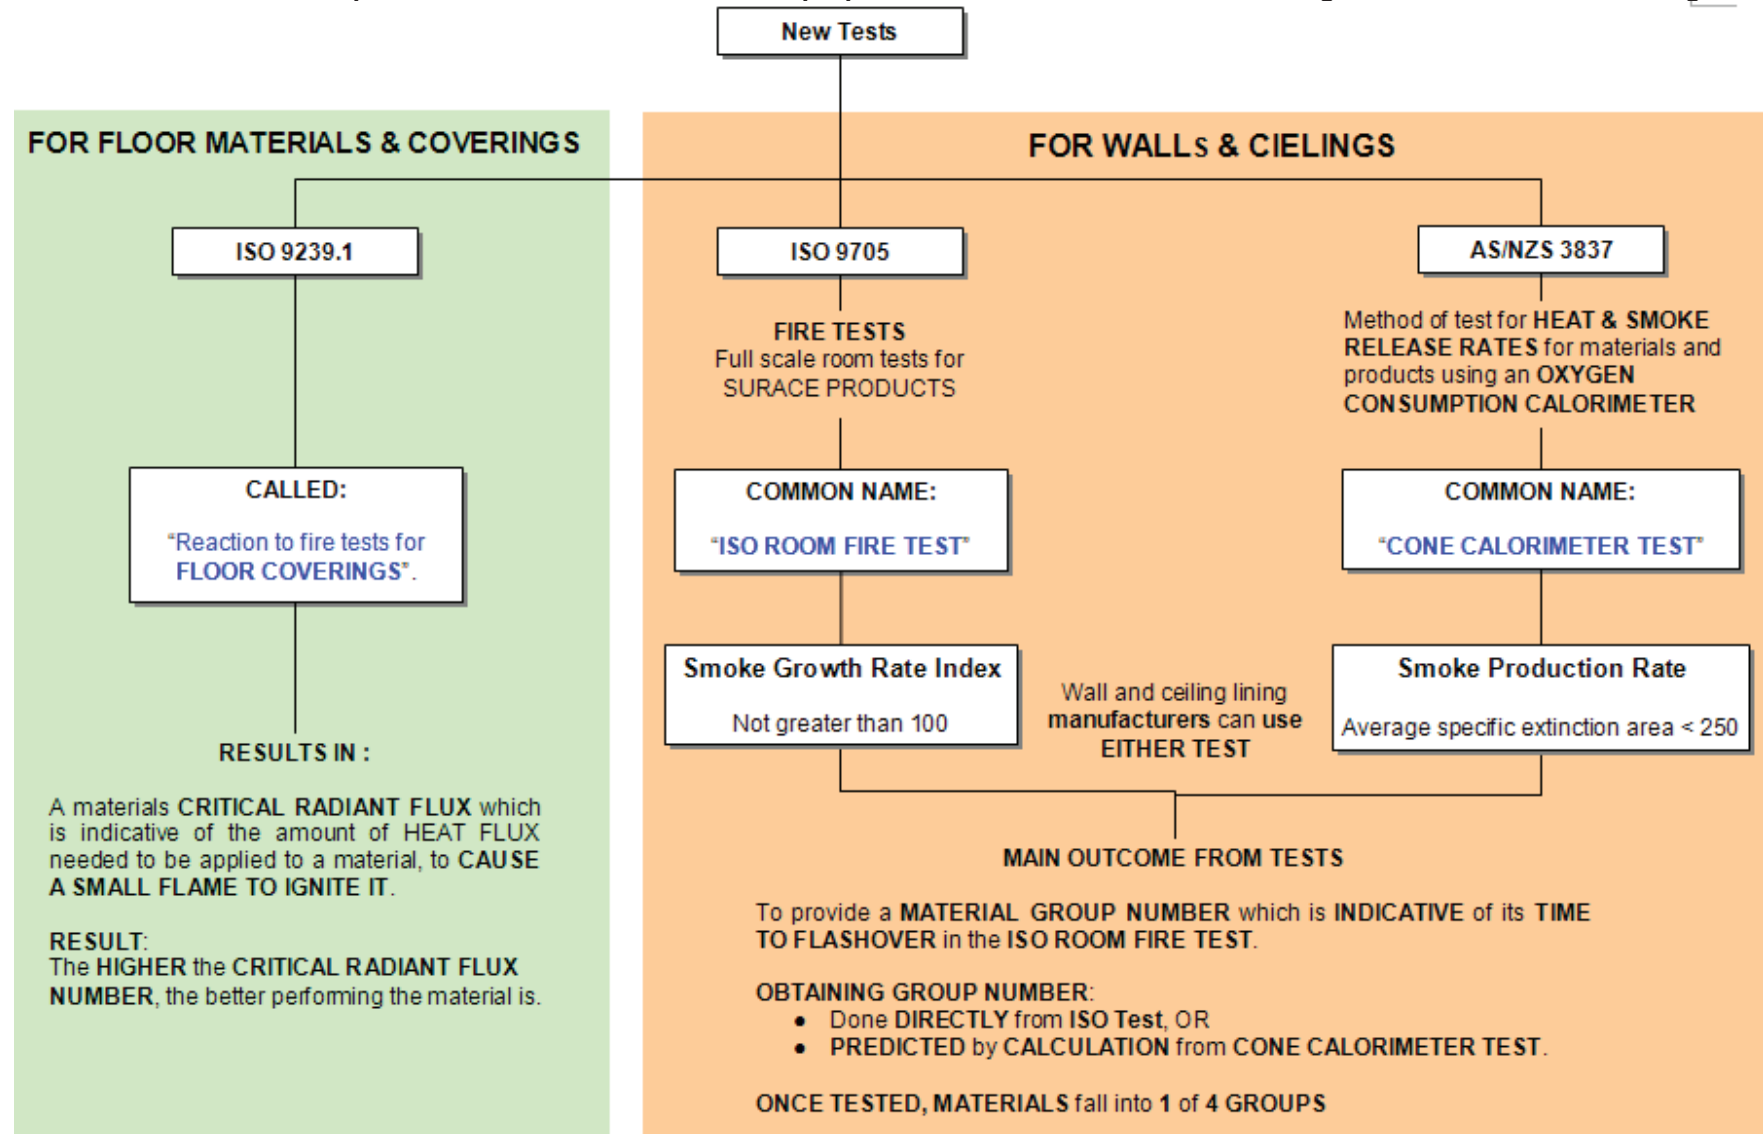 New Tests
FOR FLOOR MATERIALS & COVERINGS
FOR WALLs & CIELINGS
ISO 9239.1
ISO 9705
AS/NZS 3837
FIRE TESTS
Full scale room tests for
SURACE PRODUCTS
Method of test for HEAT & SMOKE
RELEASE RATES for materials and
products using an OXYGEN
CONSUMPTION CALORIMETER
CALLED:
"Reaction to fire tests for
FLOOR COVERINGS".
COMMON NAME:
"ISO ROOM FIRE TEST"
COMMON NAME:
"CONE CALORIMETER TEST"
Smoke Growth Rate Index
Not greater than 100
Wall and ceiling lining
manufacturers can use
EITHER TEST
Smoke Production Rate
Average specific extinction area < 250
RESULTS IN :
A materials CRITICAL RADIANT FLUX which
is indicative of the amount of HEAT FLUX
needed to be applied to a material, to CAUSE
A SMALL FLAME TO IGNITE IT.
RESULT:
The HIGHER the CRITICAL RADIANT FLUX
NUMBER, the better performing the material is.
MAIN OUTCOME FROM TESTS
To provide a MATERIAL GROUP NUMBER which is INDICATIVE of its TIME
TO FLASHOVER in the ISO ROOM FIRE TEST.
OBTAINING GROUP NUMBER:
● Done DIRECTLY from ISO Test, OR
● PREDICTED by CALCULATION from CONE CALORIMETER TEST.
ONCE TESTED, MATERIALS fall into 1 of 4 GROUPS